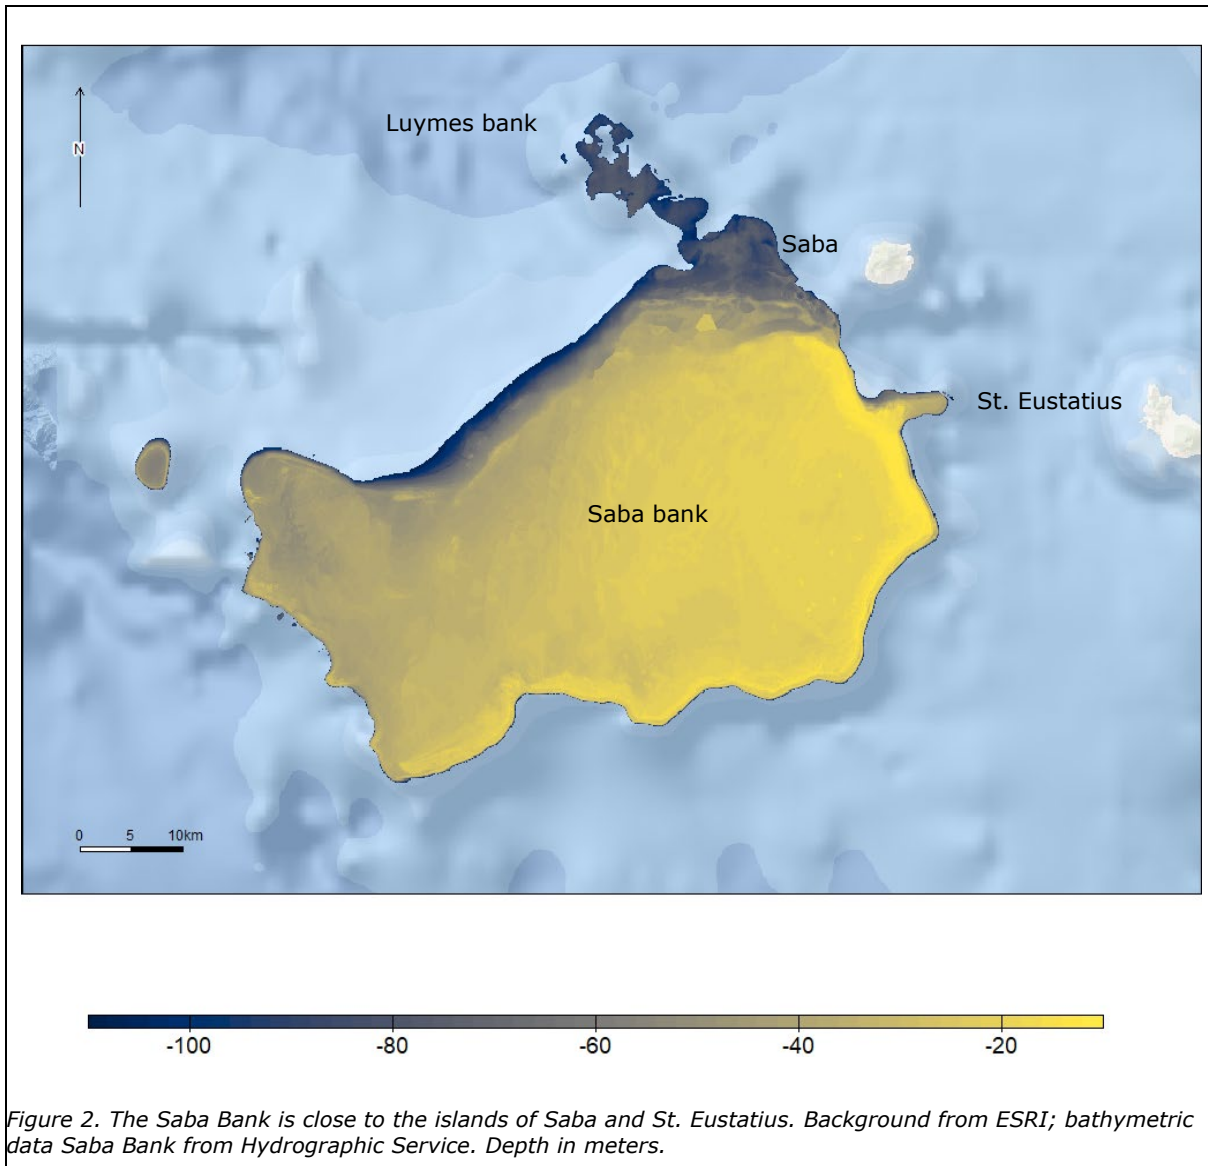 Luymes bank
N
Saba
St. Eustatius
Saba bank
0 5 10km
-100 -80 -60 -40 -20
Figure 2. The Saba Bank is close to the islands of Saba and St. Eustatius. Background from ESRI; bathymetric
data Saba Bank from Hydrographic Service. Depth in meters.